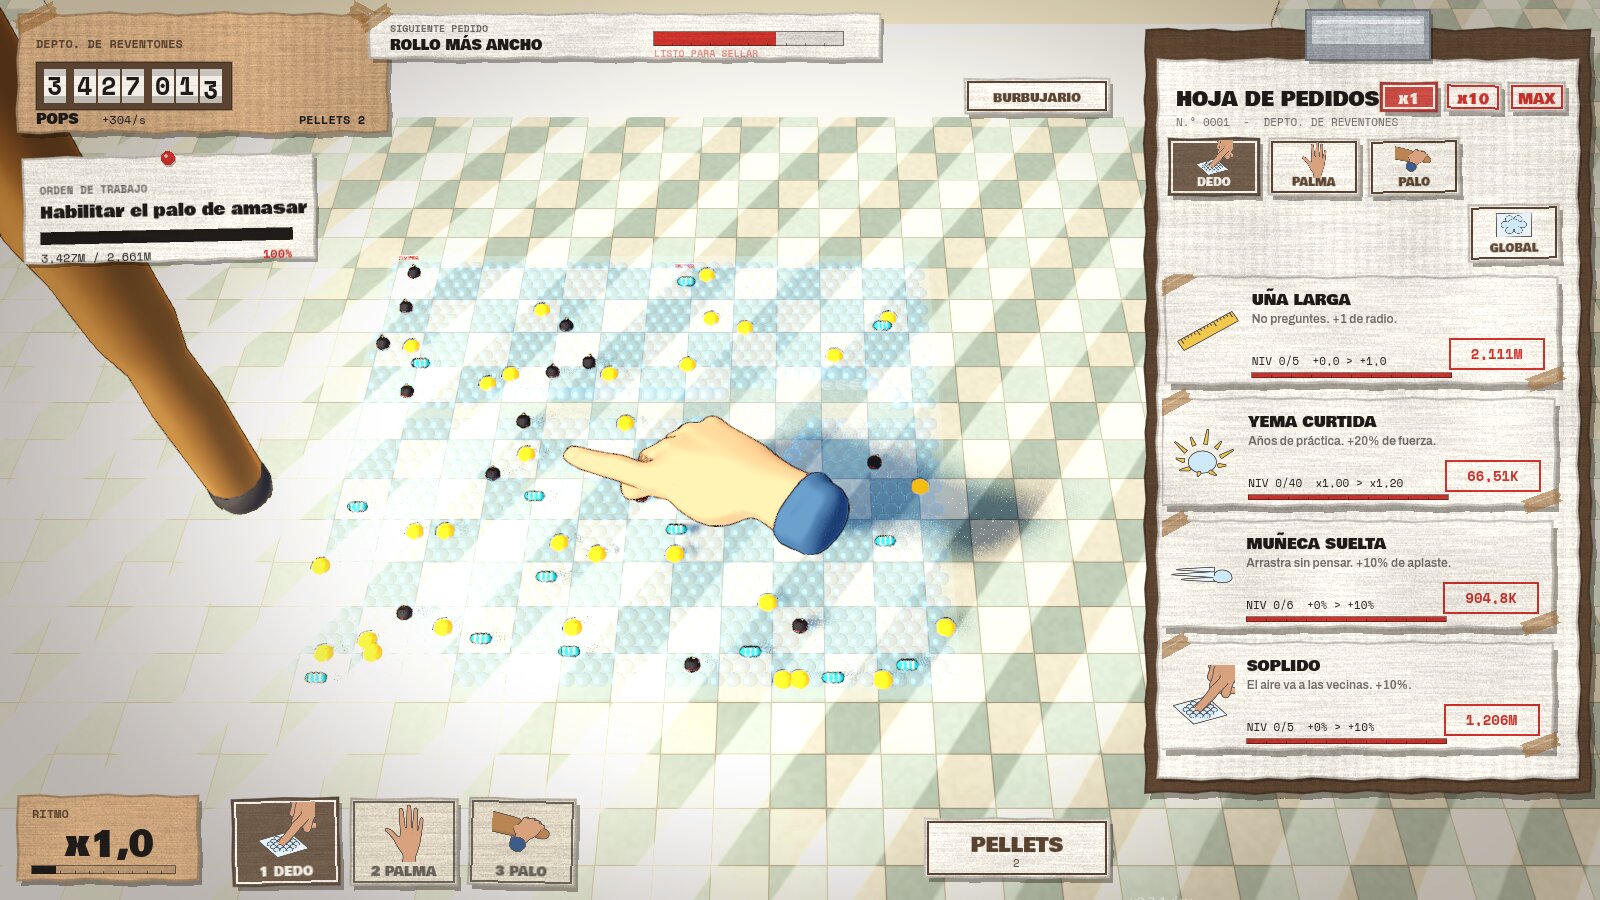 DEPTO. DE REVENTONES
3 427 013
POPS +304/s PELLETS 2
SIGUIENTE PEDIDO
ROLLO MÁS ANCHO
LISTO PARA SELLAR
ORDEN DE TRABAJO
Habilitar el palo de amasar
3,427M / 2,661M 100%
BURBUJARIO
HOJA DE PEDIDOS
x1 x10 MAX
N.° 0001 - DEPTO. DE REVENTONES
DEDO PALMA PALO
GLOBAL
UÑA LARGA
No preguntes. +1 de radio.
NIV 0/5 +0,0 > +1,0
2,111M
YEMA CURTIDA
Años de práctica. +20% de fuerza.
NIV 0/40 x1,00 > x1,20
66,51K
MUÑECA SUELTA
Arrastra sin pensar. +10% de aplaste.
NIV 0/6 +0% > +10%
904,8K
SOPLIDO
El aire va a las vecinas. +10%.
NIV 0/5 +0% > +10%
1,206M
RITMO
x1,0
1 DEDO 2 PALMA 3 PALO
PELLETS
2